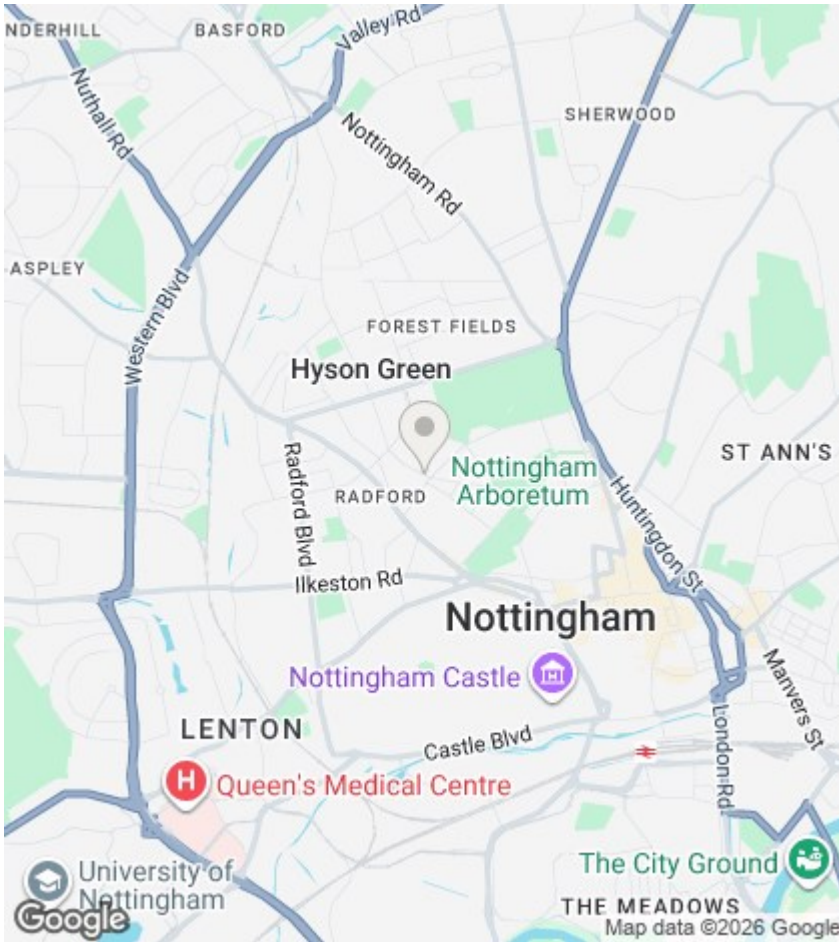 NDERHILL
BASFORD
Valley Rd
Nuthall Rd
SHERWOOD
Nottingham Rd
ASPLEY
Western Blvd
FOREST FIELDS
Hyson Green
ST ANN'S
Nottingham
Arboretum
RADFORD
Radford Blvd
Huntingdon St
Ilkeston Rd
Nottingham
Manvers St
Nottingham Castle
LENTON
Castle Blvd
London Rd
H
Queen's Medical Centre
The City Ground
University of
Nottingham
THE MEADOWS
Google
Map data ©2026 Google